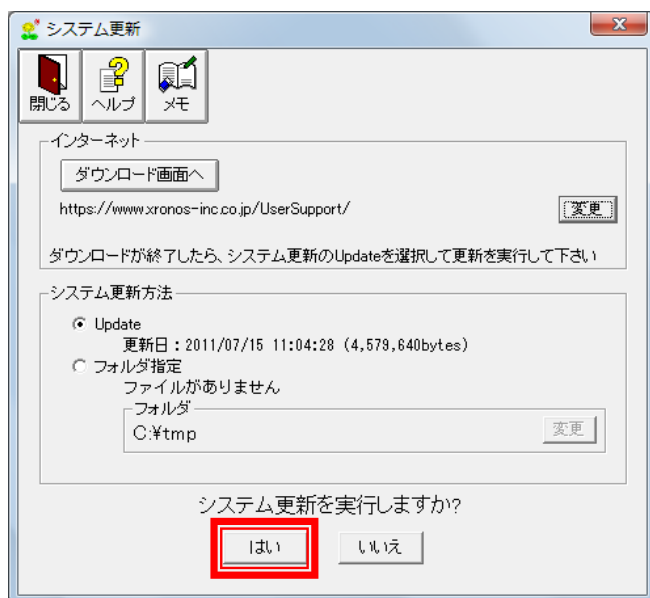 システム更新
閉じる ヘルプ メモ
インターネット
ダウンロード画面へ
https://www.xronos-inc.co.jp/UserSupport/ 変更
ダウンロードが終了したら、システム更新のUpdateを選択して更新を実行して下さい
システム更新方法
Update
更新日：2011/07/15 11:04:28 (4,579,640bytes)
フォルダ指定
ファイルがありません
フォルダ
C:¥tmp 変更
システム更新を実行しますか?
はい いいえ